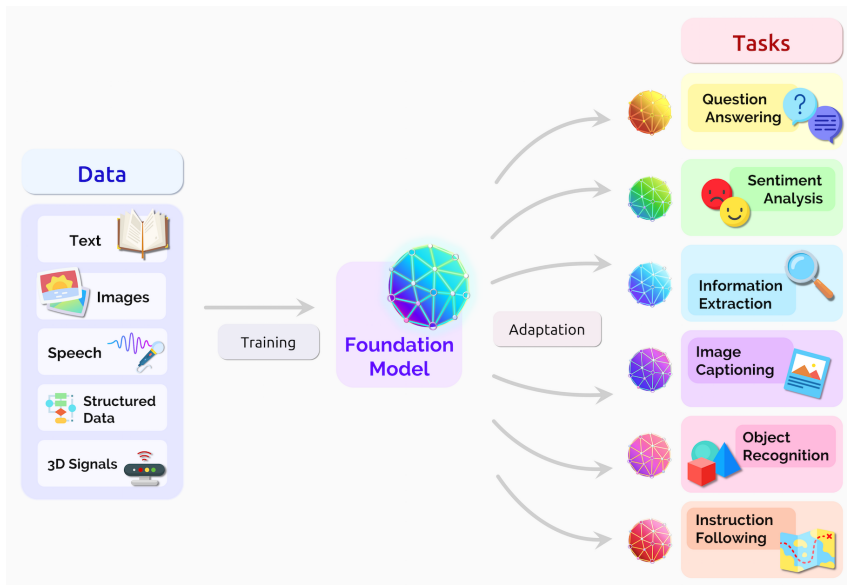 Data
Text
Images
Speech
Structured
Data
3D Signals
Training
Foundation
Model
Adaptation
Tasks
Question
Answering
Sentiment
Analysis
Information
Extraction
Image
Captioning
Object
Recognition
Instruction
Following